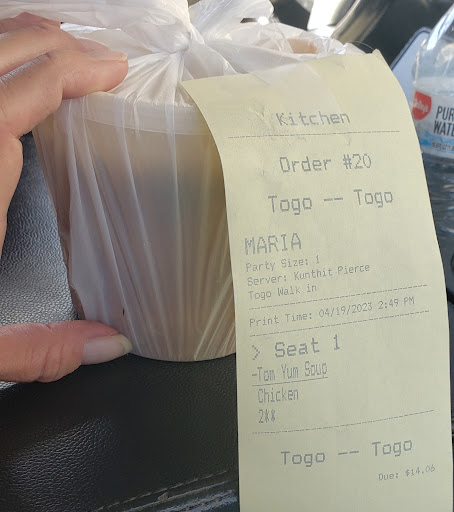 Kitchen
Order #20
Togo -- Togo
MARIA
Party Size: 1
Server: Kunthit Pierce
Togo Walk in
Print Time: 04/19/2023 2:49 PM
> Seat 1
-Tom Yum Soup
Chicken
2**
Togo -- Togo
Due: $14.06
PUR
WAT